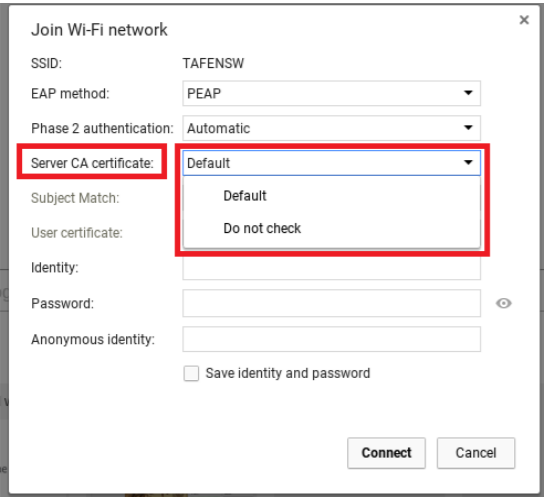 Join Wi-Fi network
SSID: TAFENSW
EAP method: PEAP
Phase 2 authentication: Automatic
Server CA certificate: Default
Default
Subject Match:
Do not check
User certificate:
Identity:
Password:
Anonymous identity:
Save identity and password
Connect Cancel